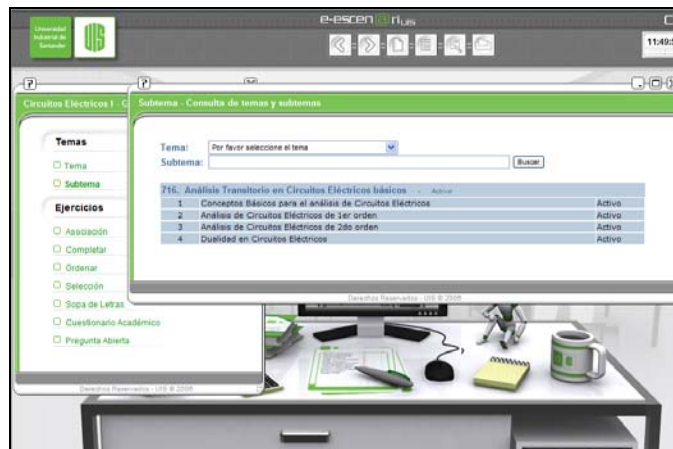 Universidad
Industrial de
Santander
UIS
e-escen@riUIS
11:49:
Circuitos Eléctricos I - G
Temas
Tema
Subtema
Ejercicios
Asociación
Completar
Ordenar
Selección
Sopa de Letras
Cuestionario Académico
Pregunta Abierta
Derechos Reservados - UIS © 2006
Subtema - Consulta de temas y subtemas
Tema: Por favor seleccione el tema
Subtema: Buscar
716. Análisis Transitorio en Circuitos Eléctricos básicos - Activo
1 Conceptos Básicos para el análisis de Circuitos Eléctricos Activo
2 Análisis de Circuitos Eléctricos de 1er orden Activo
3 Análisis de Circuitos Eléctricos de 2do orden Activo
4 Dualidad en Circuitos Eléctricos Activo
Derechos Reservados - UIS © 2006